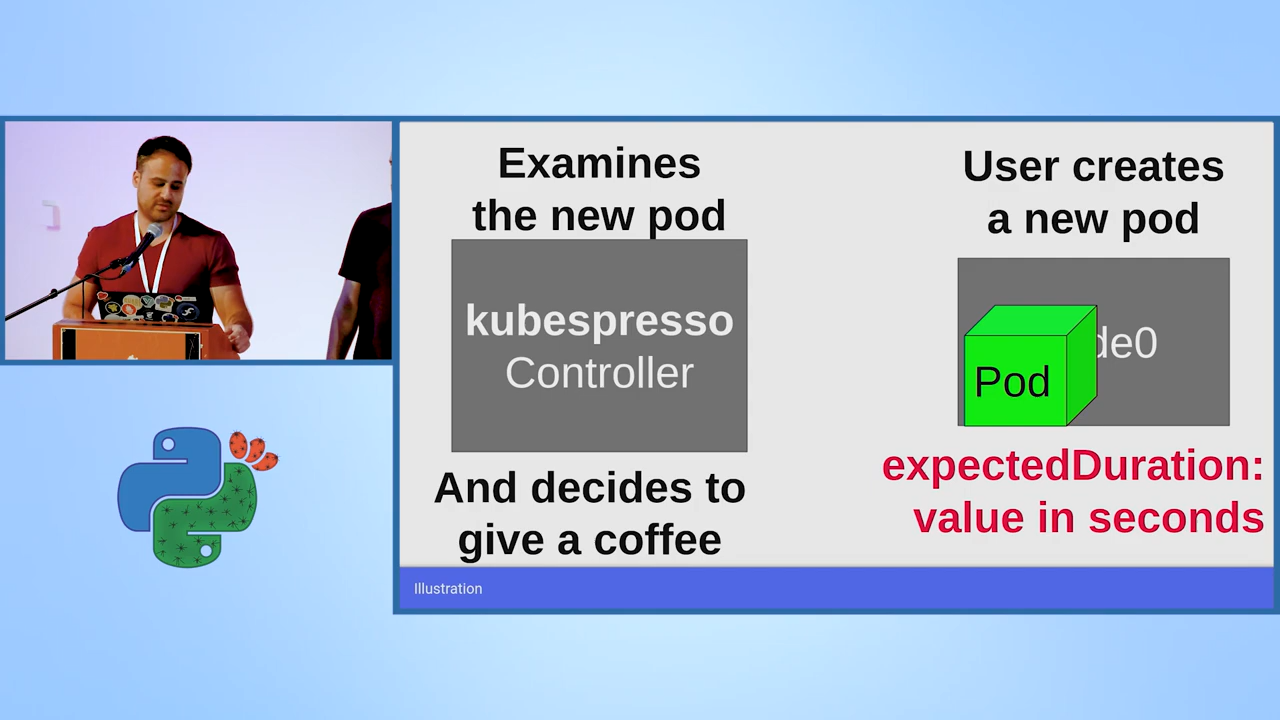 Examines
the new pod
kubespresso
Controller
And decides to
give a coffee
User creates
a new pod
de0
Pod
expectedDuration:
value in seconds
Illustration